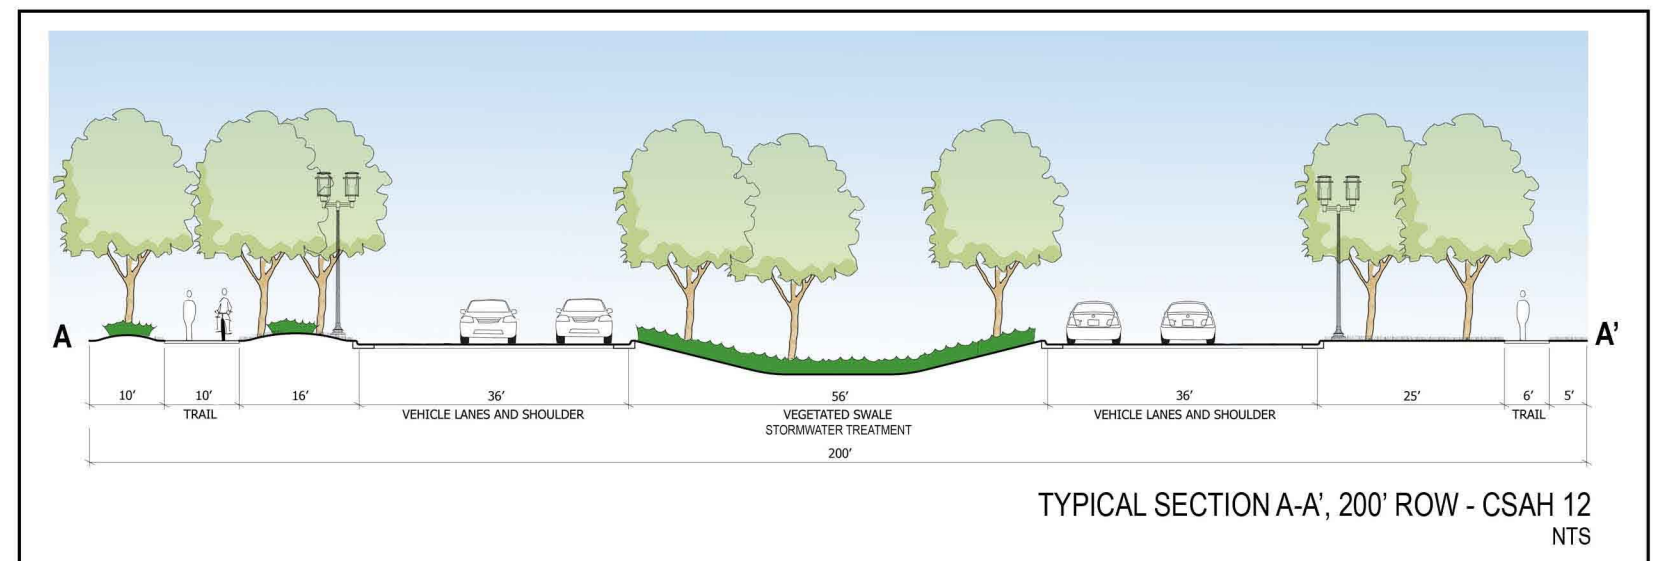 A
A’
10’
10’
16’
36’
56’
36’
25’
6’
5’
TRAIL
VEHICLE LANES AND SHOULDER
VEGETATED SWALE
VEHICLE LANES AND SHOULDER
TRAIL
STORMWATER TREATMENT
200’
TYPICAL SECTION A-A’, 200’ ROW - CSAH 12
NTS